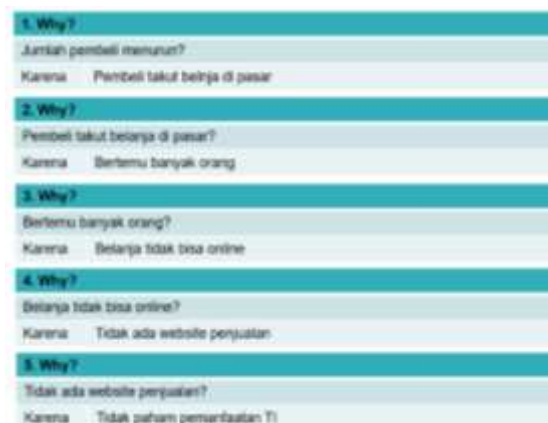 1. Why?
Jumlah pembeli menurun?
Karena Pembeli takut belnja di pasar
2. Why?
Pembeli takut belanja di pasar?
Karena Bertemu banyak orang
3. Why?
Bertemu banyak orang?
Karena Belanja tidak bisa online
4. Why?
Belanja tidak bisa online?
Karena Tidak ada website penjualan
5. Why?
Tidak ada website penjualan?
Karena Tidak paham pemanfaatan TI